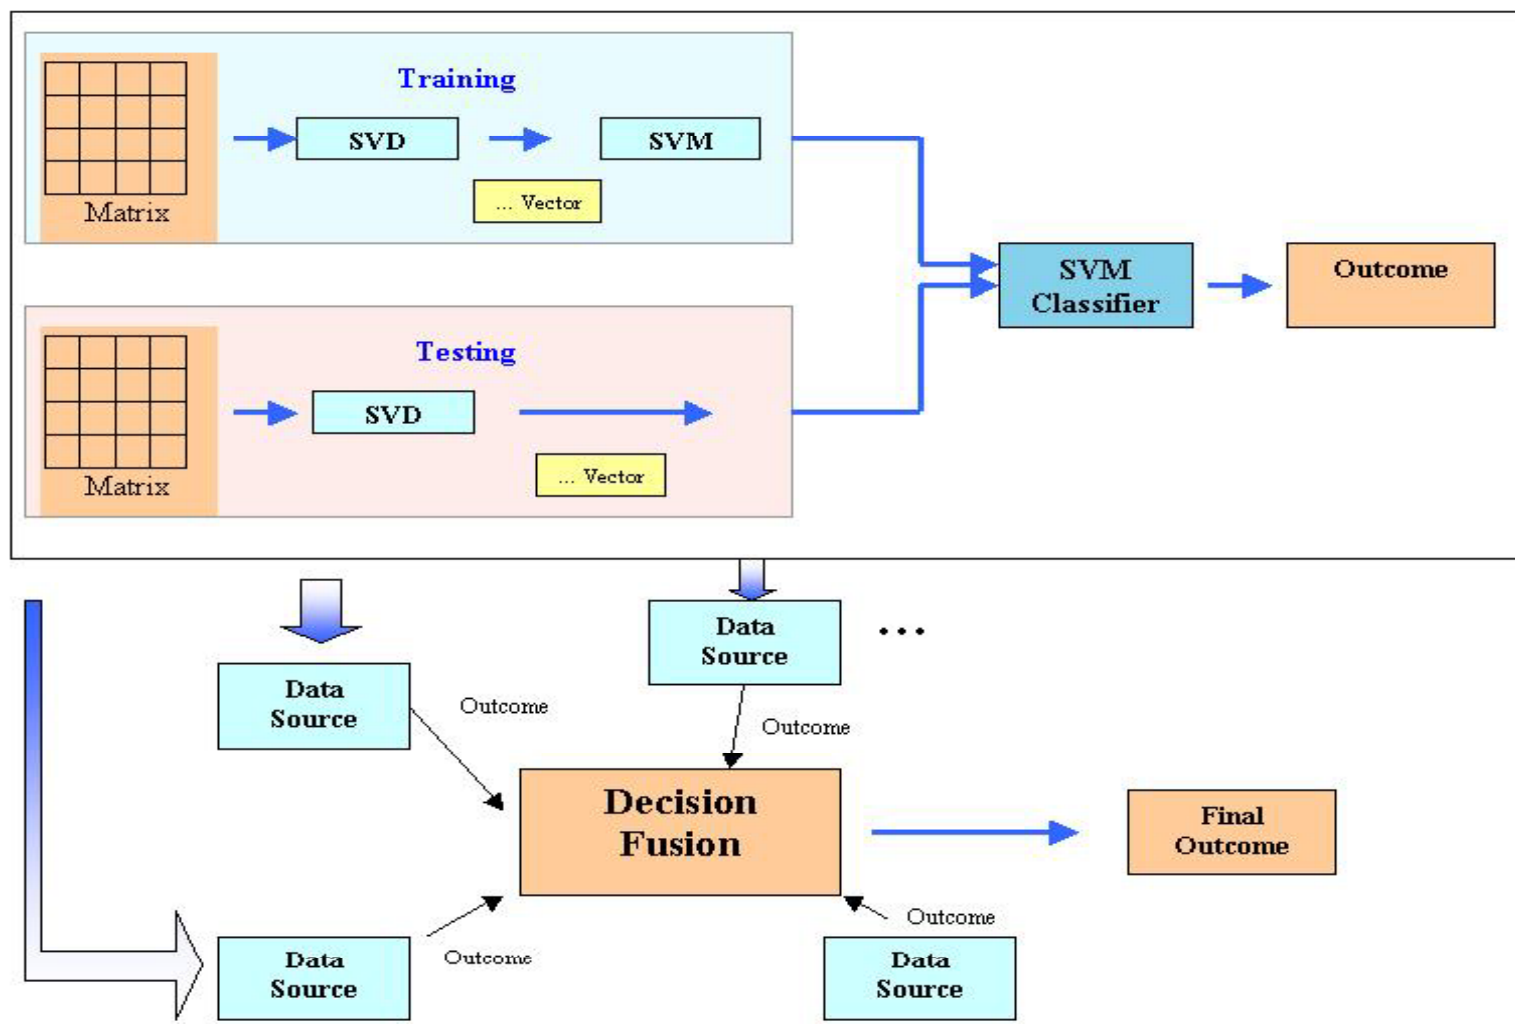 Training
SVD
SVM
... Vector
Matrix
SVM
Classifier
Outcome
Testing
SVD
... Vector
Matrix
Data
Source
...
Data
Source
Outcome
Outcome
Decision
Fusion
Final
Outcome
Data
Source
Outcome
Outcome
Data
Source